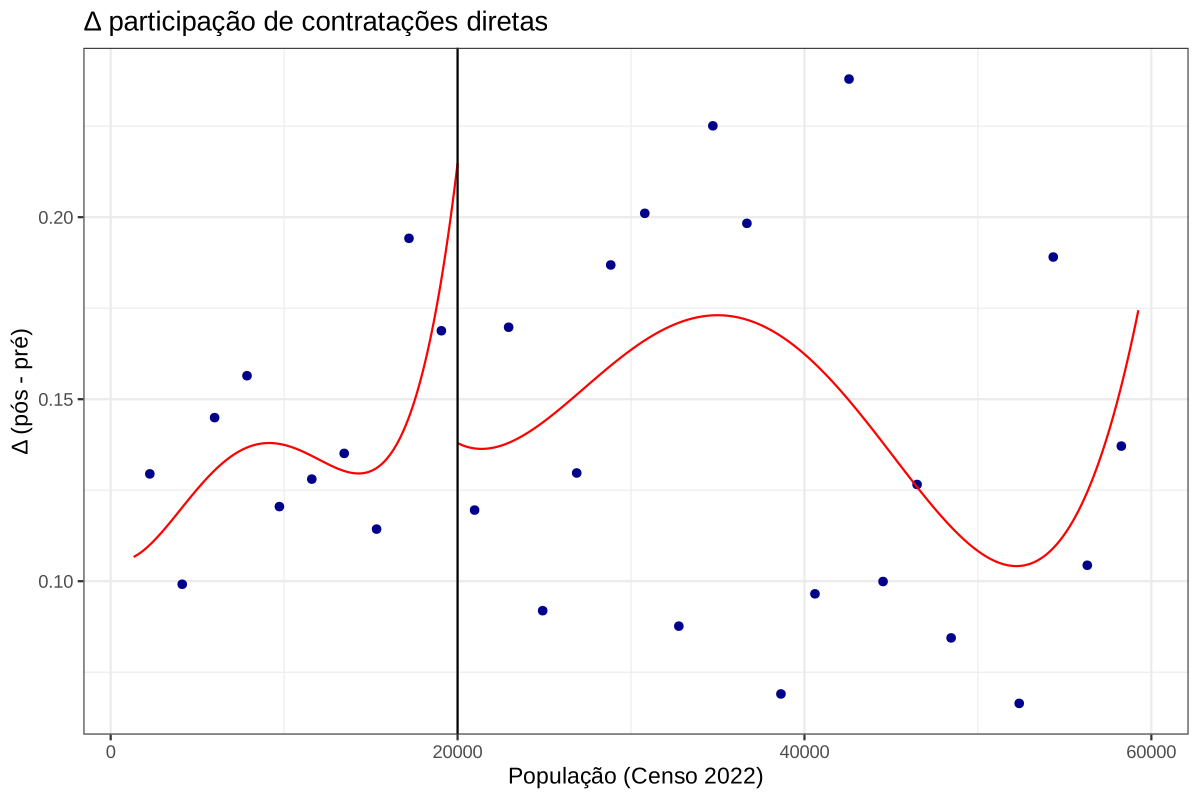 Δ participação de contratações diretas
0.20
0.15
0.10
Δ (pós - pré)
0
20000
40000
60000
População (Censo 2022)